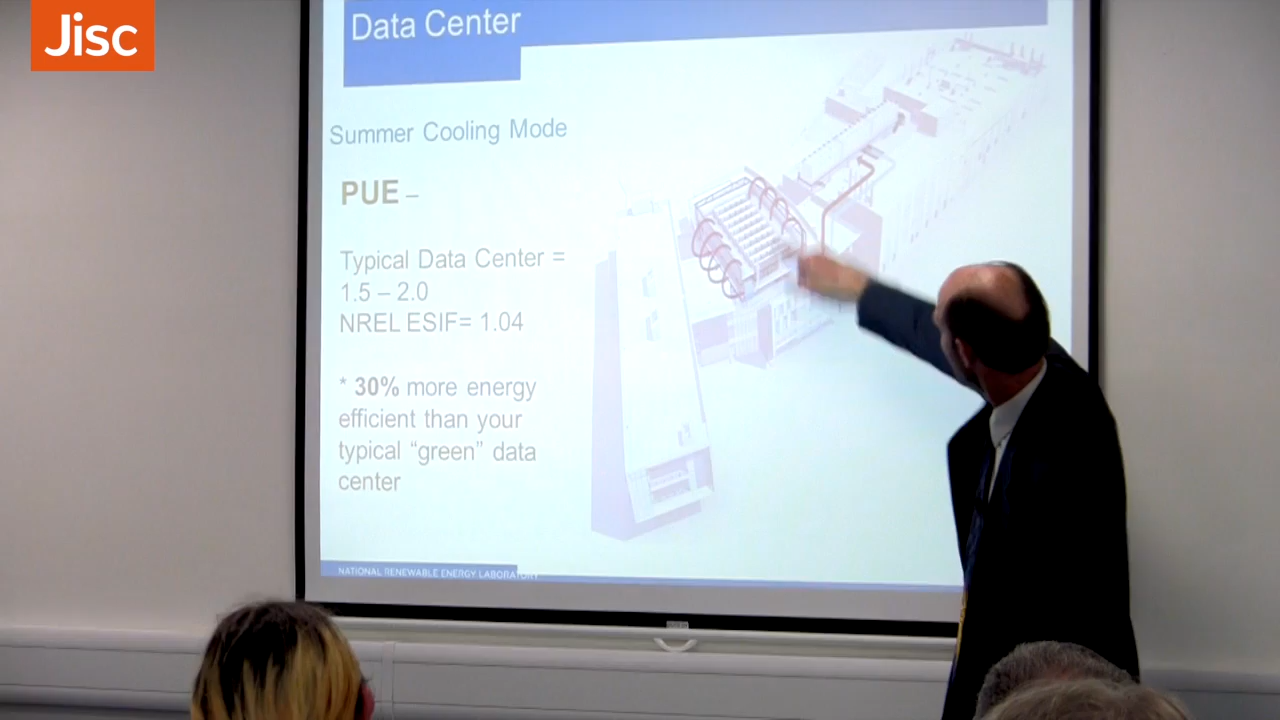 Jisc
Data Center
Summer Cooling Mode
PUE –
Typical Data Center =
1.5 – 2.0
NREL ESIF= 1.04
* 30% more energy
efficient than your
typical “green” data
center
NATIONAL RENEWABLE ENERGY LABORATORY